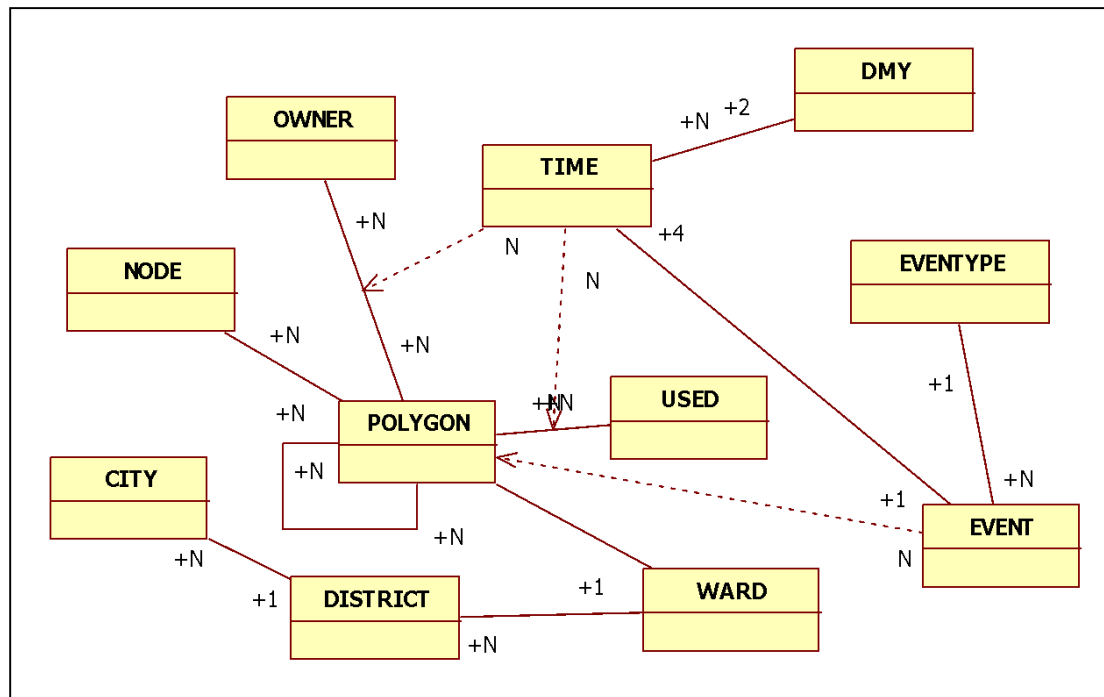 DMY
+2
+N
OWNER
TIME
+N
N
+4
EVENTYPE
NODE
N
+N
+N
+1
USED
+N
POLYGON
+N
CITY
+N
+1
+N
EVENT
+N
+N
N
DISTRICT
+1
+1
WARD
+N